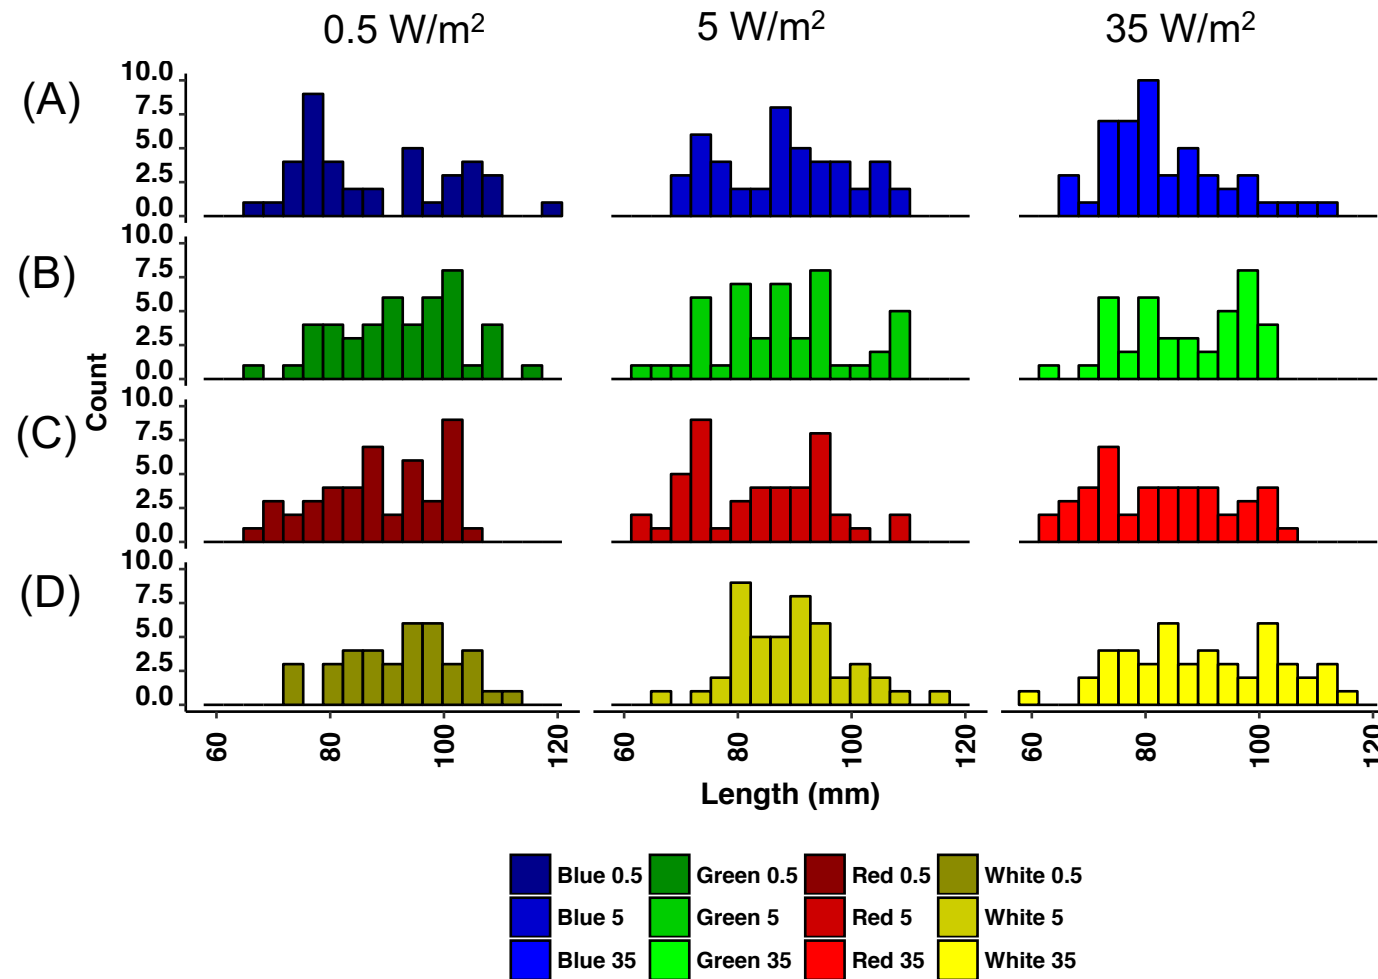 0.5 W/m2 5 W/m2 35 W/m2
(A)
10.0
7.5
5.0
2.5
0.0
(B)
10.0
7.5
5.0
2.5
0.0
Count
(C)
10.0
7.5
5.0
2.5
0.0
(D)
10.0
7.5
5.0
2.5
0.0
60 80 100 120 60 80 100 120 60 80 100 120
Length (mm)
Blue 0.5 Green 0.5 Red 0.5 White 0.5
Blue 5 Green 5 Red 5 White 5
Blue 35 Green 35 Red 35 White 35